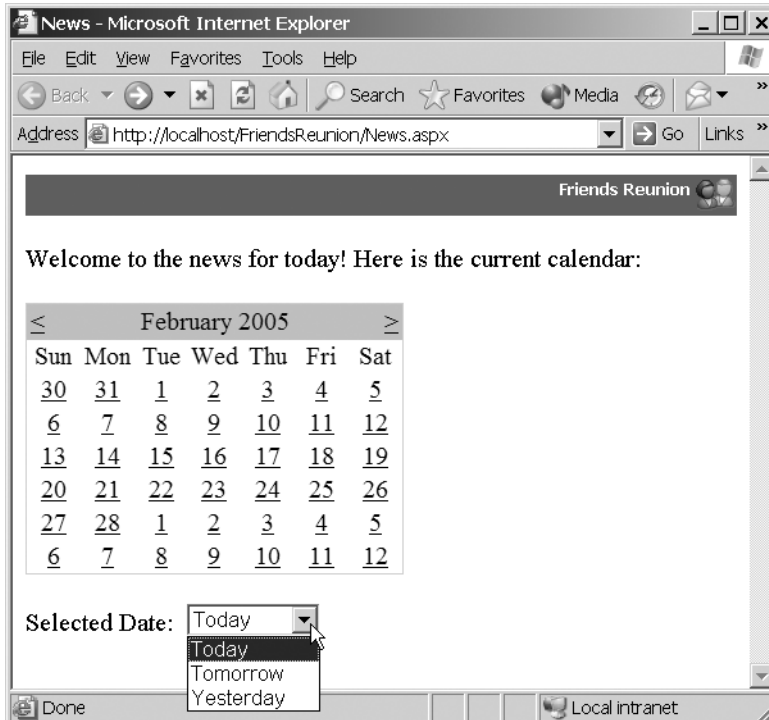 News - Microsoft Internet Explorer
File Edit View Favorites Tools Help
Back Search Favorites Media »
Address http://localhost/FriendsReunion/News.aspx Go Links »
Friends Reunion
Welcome to the news for today! Here is the current calendar:
< February 2005 >
Sun Mon Tue Wed Thu Fri Sat
30 31 1 2 3 4 5
6 7 8 9 10 11 12
13 14 15 16 17 18 19
20 21 22 23 24 25 26
27 28 1 2 3 4 5
6 7 8 9 10 11 12
Selected Date: Today
Today
Tomorrow
Yesterday
Done Local intranet